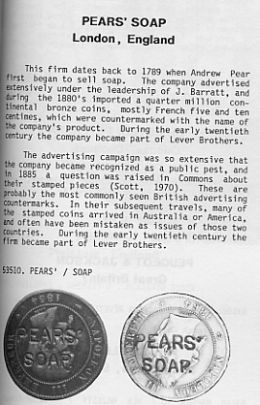 PEARS' SOAP
London, England
This firm dates back to 1789 when Andrew Pear
first began to sell soap. The company advertised
extensively under the leadership of J. Barratt, and
during the 1880's imported a quarter million con-
tinental bronze coins, mostly French five and ten
centimes, which were countermarked with the name of
the company's product. During the early twentieth
century the company became part of Lever Brothers.
The advertising campaign was so extensive that
the company became recognized as a public pest, and
in 1885 a question was raised in Commons about
their stamped pieces (Scott, 1970). These are
probably the most commonly seen British advertising
countermarks. In their subsequent travels, many of
the stamped coins arrived in Australia or America,
and often have been mistaken as issues of those two
countries. During the early twentieth century the
firm became part of Lever Brothers.
53510. PEARS' / SOAP
PEARS'
SOAP
PEARS'
SOAP